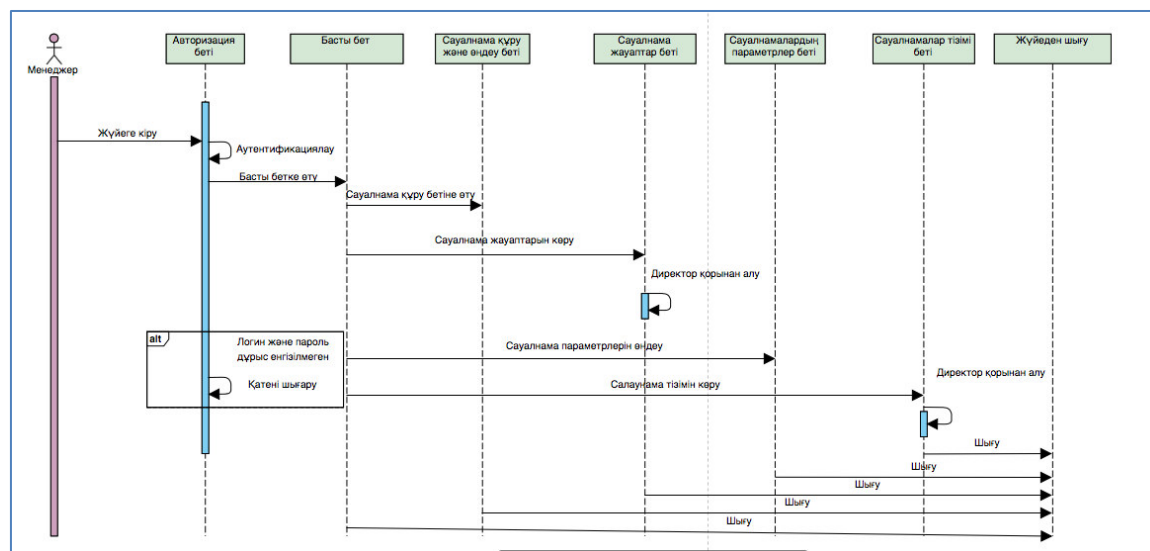 Менеджер
Авторизация
беті
Басты бет
Сауалнама құру
және өңдеу беті
Сауалнама
жауаптар беті
Сауалнамалардың
параметрлер беті
Сауалнамалар тізімі
беті
Жүйеден шығу
Жүйеге кіру
Аутентификациялау
Басты бетке өту
Сауалнама құру бетіне өту
Сауалнама жауаптарын көру
Директор қорынан алу
alt
Логин және пароль
дұрыс енгізілмеген
Сауалнама параметрлерін өңдеу
Қатені шығару
Салаунама тізімін көру
Директор қорынан алу
Шығу
Шығу
Шығу
Шығу
Шығу